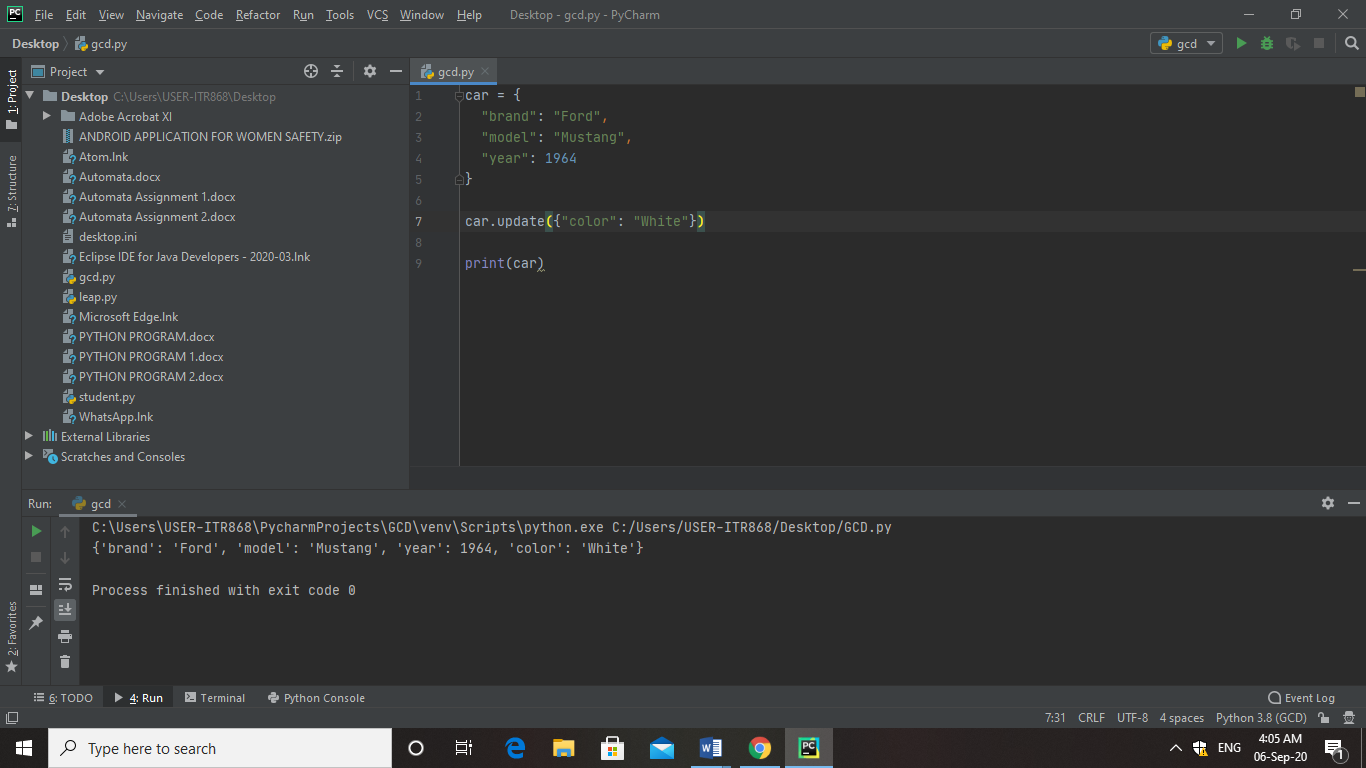 File Edit View Navigate Code Refactor Run Tools VCS Window Help Desktop - gcd.py - PyCharm
Desktop gcd.py
gcd
1: Project
7: Structure
2: Favorites
Project
Desktop C:\Users\USER-ITR868\Desktop
Adobe Acrobat XI
ANDROID APPLICATION FOR WOMEN SAFETY.zip
Atom.lnk
Automata.docx
Automata Assignment 1.docx
Automata Assignment 2.docx
desktop.ini
Eclipse IDE for Java Developers - 2020-03.lnk
gcd.py
leap.py
Microsoft Edge.lnk
PYTHON PROGRAM.docx
PYTHON PROGRAM 1.docx
PYTHON PROGRAM 2.docx
student.py
WhatsApp.lnk
External Libraries
Scratches and Consoles
gcd.py
1 car = {
2 "brand": "Ford",
3 "model": "Mustang",
4 "year": 1964
5 }
6
7 car.update({"color": "White"})
8
9 print(car)
Run: gcd
C:\Users\USER-ITR868\PycharmProjects\GCD\venv\Scripts\python.exe C:/Users/USER-ITR868/Desktop/GCD.py
{'brand': 'Ford', 'model': 'Mustang', 'year': 1964, 'color': 'White'}
Process finished with exit code 0
6: TODO 4: Run Terminal Python Console Event Log
7:31 CRLF UTF-8 4 spaces Python 3.8 (GCD)
Type here to search
ENG
4:05 AM
06-Sep-20
1